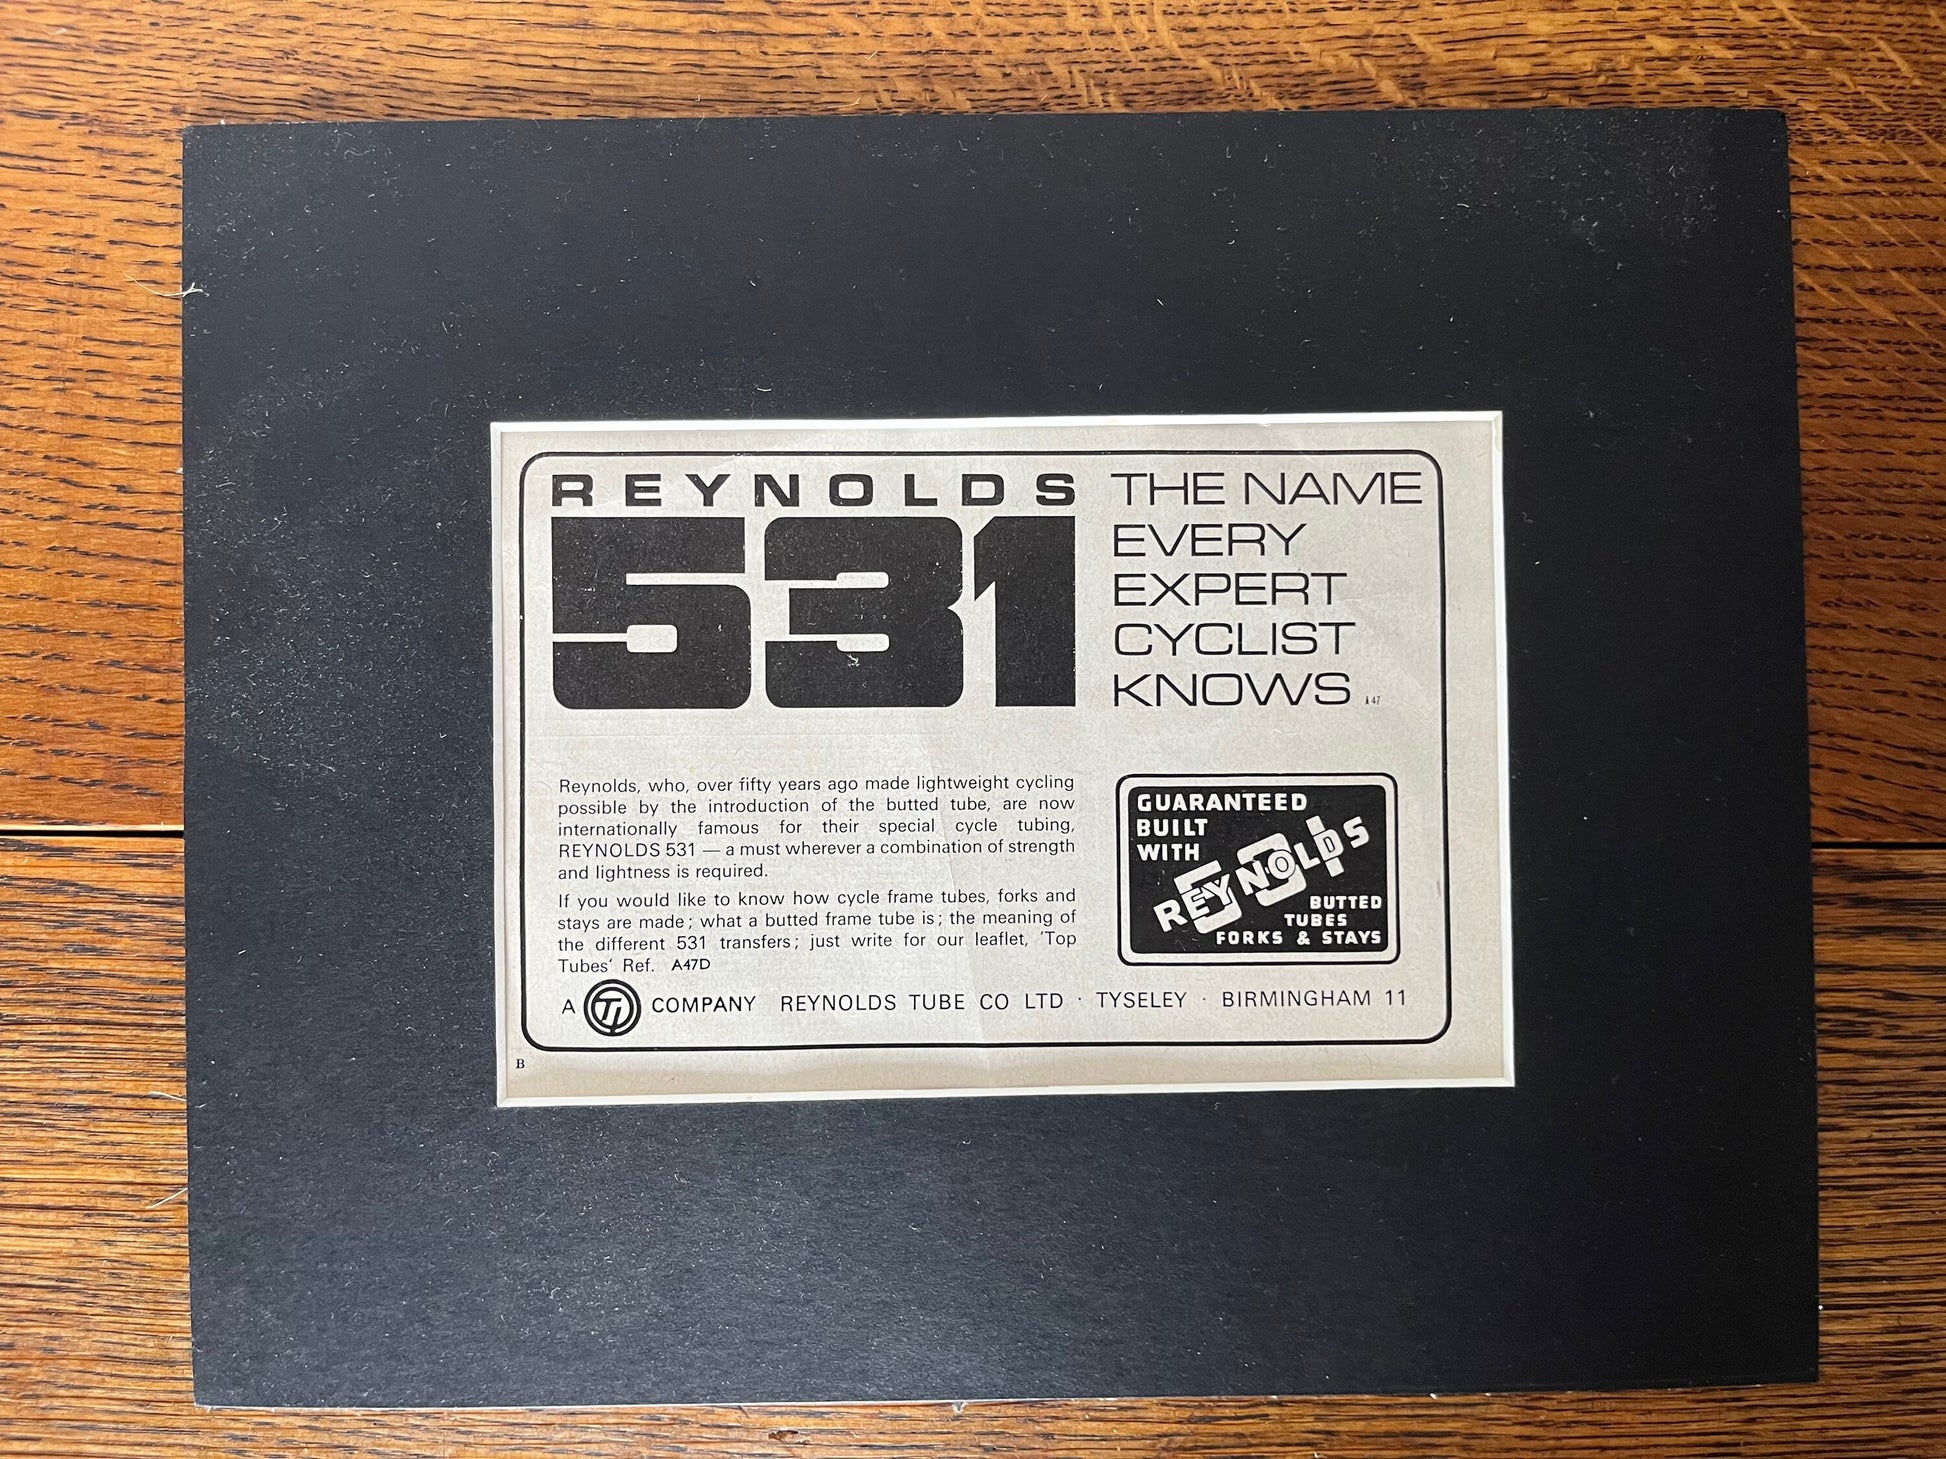 REYNOLDS
531
THE NAME
EVERY
EXPERT
CYCLIST
KNOWS
A 47
Reynolds, who, over fifty years ago made lightweight cycling
possible by the introduction of the butted tube, are now
internationally famous for their special cycle tubing,
REYNOLDS 531 — a must wherever a combination of strength
and lightness is required.
If you would like to know how cycle frame tubes, forks and
stays are made; what a butted frame tube is; the meaning of
the different 531 transfers; just write for our leaflet, 'Top
Tubes' Ref. A47D
GUARANTEED
BUILT
WITH
REYNOLDS
531
BUTTED
TUBES
FORKS & STAYS
A TI COMPANY REYNOLDS TUBE CO LTD · TYSELEY · BIRMINGHAM 11
B